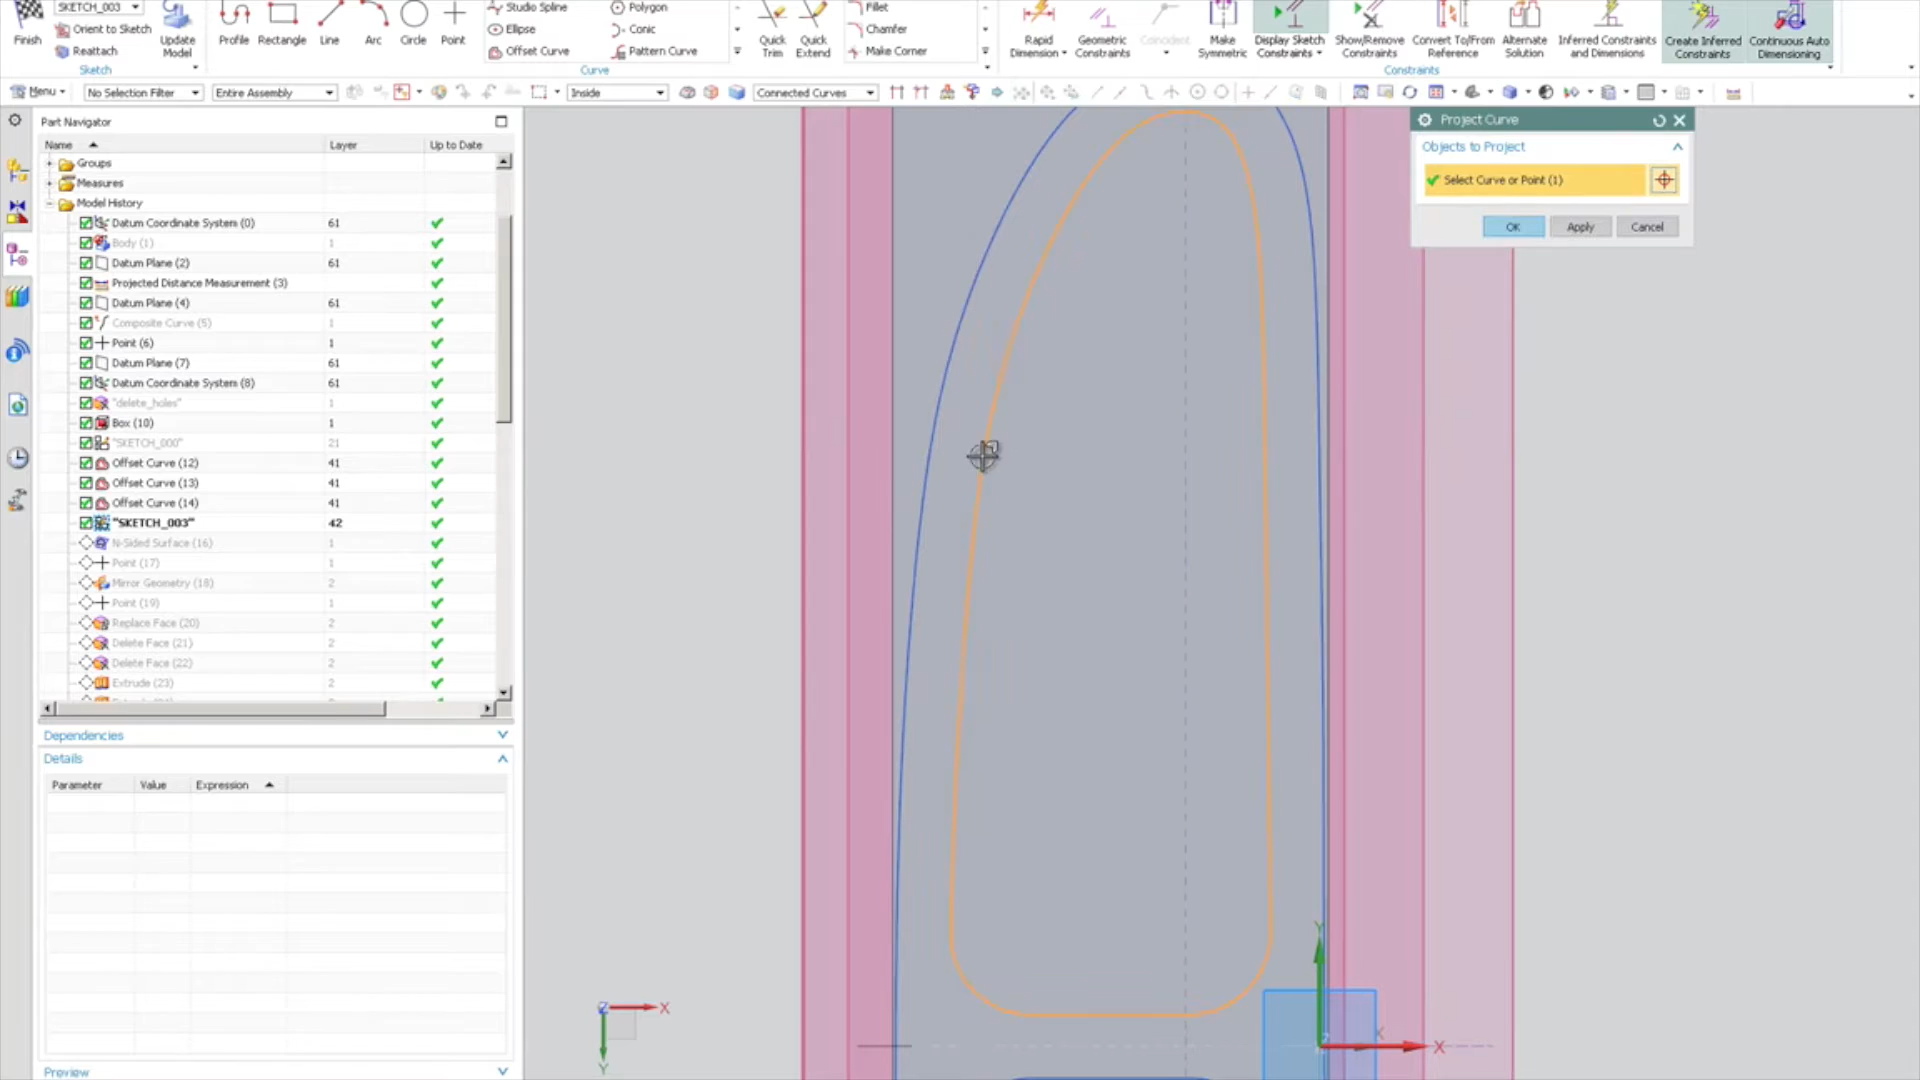 SKETCH_003
Finish
Orient to Sketch
Reattach
Update Model
Sketch
Profile
Rectangle
Line
Arc
Circle
Point
Studio Spline
Ellipse
Offset Curve
Polygon
Conic
Pattern Curve
Curve
Quick Trim
Quick Extend
Fillet
Chamfer
Make Corner
Rapid Dimension
Geometric Constraints
Coincident
Make Symmetric
Display Sketch Constraints
Show/Remove Constraints
Convert To/From Reference
Alternate Solution
Inferred Constraints and Dimensions
Create Inferred Constraints
Continuous Auto Dimensioning
Constraints
Menu
No Selection Filter
Entire Assembly
Inside
Connected Curves
Part Navigator
Name Layer Up to Date
Groups
Measures
Model History
Datum Coordinate System (0) 61
Body (1) 1
Datum Plane (2) 61
Projected Distance Measurement (3)
Datum Plane (4) 61
Composite Curve (5) 1
Point (6) 1
Datum Plane (7) 61
Datum Coordinate System (8) 61
"delete_holes" 1
Box (10) 1
"SKETCH_000" 21
Offset Curve (12) 41
Offset Curve (13) 41
Offset Curve (14) 41
"SKETCH_003" 42
N-Sided Surface (16) 1
Point (17) 1
Mirror Geometry (18) 2
Point (19) 1
Replace Face (20) 2
Delete Face (21) 2
Delete Face (22) 2
Extrude (23) 2
Dependencies
Details
Parameter Value Expression
Preview
Project Curve
Objects to Project
Select Curve or Point (1)
OK
Apply
Cancel
Z
X
Y
Y
X
X